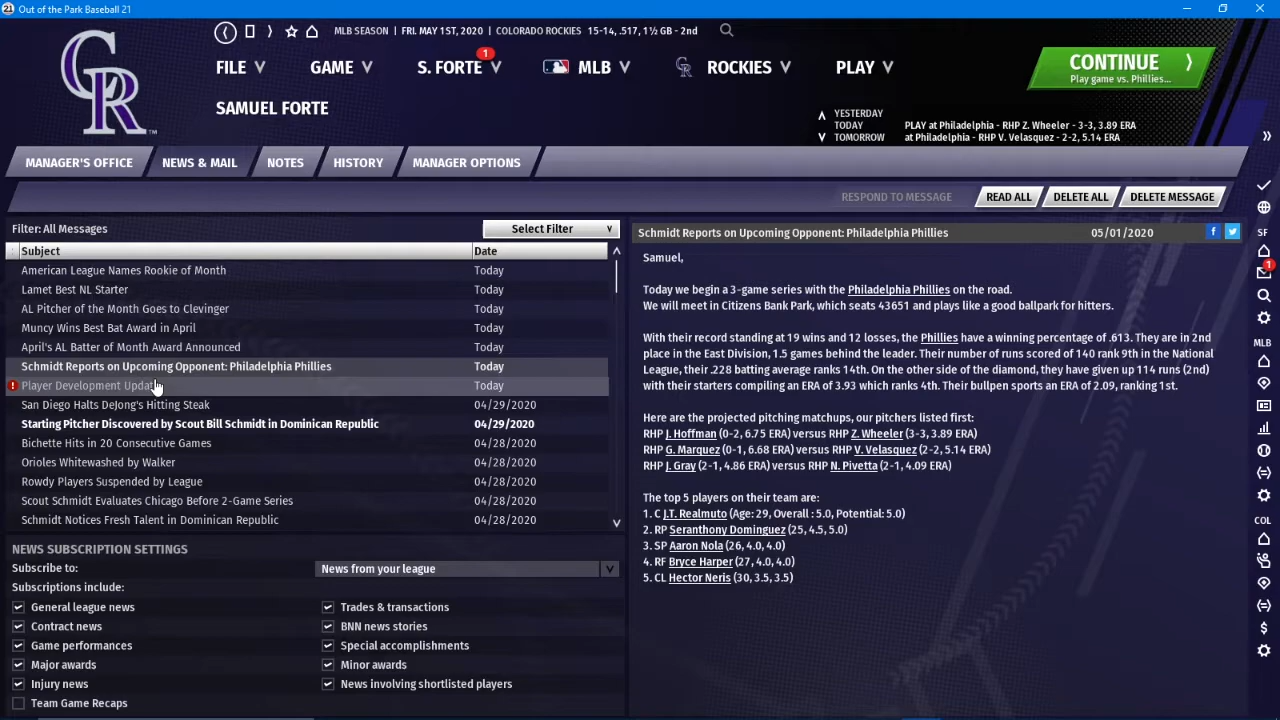 Out of the Park Baseball 21
MLB SEASON | FRI. MAY 1ST, 2020 | COLORADO ROCKIES 15-14, .517, 1½ GB - 2nd
FILE GAME S. FORTE 1 MLB ROCKIES PLAY
CONTINUE
Play game vs. Phillies...
SAMUEL FORTE
YESTERDAY
TODAY PLAY at Philadelphia - RHP Z. Wheeler - 3-3, 3.89 ERA
TOMORROW at Philadelphia - RHP V. Velasquez - 2-2, 5.14 ERA
MANAGER'S OFFICE NEWS & MAIL NOTES HISTORY MANAGER OPTIONS
RESPOND TO MESSAGE READ ALL DELETE ALL DELETE MESSAGE
Filter: All Messages Select Filter
Subject Date
American League Names Rookie of Month Today
Lamet Best NL Starter Today
AL Pitcher of the Month Goes to Clevinger Today
Muncy Wins Best Bat Award in April Today
April's AL Batter of Month Award Announced Today
Schmidt Reports on Upcoming Opponent: Philadelphia Phillies Today
Player Development Updat Today
San Diego Halts DeJong's Hitting Steak 04/29/2020
Starting Pitcher Discovered by Scout Bill Schmidt in Dominican Republic 04/29/2020
Bichette Hits in 20 Consecutive Games 04/28/2020
Orioles Whitewashed by Walker 04/28/2020
Rowdy Players Suspended by League 04/28/2020
Scout Schmidt Evaluates Chicago Before 2-Game Series 04/28/2020
Schmidt Notices Fresh Talent in Dominican Republic 04/28/2020
NEWS SUBSCRIPTION SETTINGS
Subscribe to: News from your league
Subscriptions include:
General league news Trades & transactions
Contract news BNN news stories
Game performances Special accomplishments
Major awards Minor awards
Injury news News involving shortlisted players
Team Game Recaps
Schmidt Reports on Upcoming Opponent: Philadelphia Phillies 05/01/2020
Samuel,
Today we begin a 3-game series with the Philadelphia Phillies on the road.
We will meet in Citizens Bank Park, which seats 43651 and plays like a good ballpark for hitters.
With their record standing at 19 wins and 12 losses, the Phillies have a winning percentage of .613. They are in 2nd
place in the East Division, 1.5 games behind the leader. Their number of runs scored of 140 rank 9th in the National
League, their .228 batting average ranks 14th. On the other side of the diamond, they have given up 114 runs (2nd)
with their starters compiling an ERA of 3.93 which ranks 4th. Their bullpen sports an ERA of 2.09, ranking 1st.
Here are the projected pitching matchups, our pitchers listed first:
RHP J. Hoffman (0-2, 6.75 ERA) versus RHP Z. Wheeler (3-3, 3.89 ERA)
RHP G. Marquez (0-1, 6.68 ERA) versus RHP V. Velasquez (2-2, 5.14 ERA)
RHP J. Gray (2-1, 4.86 ERA) versus RHP N. Pivetta (2-1, 4.09 ERA)
The top 5 players on their team are:
1. C J.T. Realmuto (Age: 29, Overall : 5.0, Potential: 5.0)
2. RP Seranthony Dominguez (25, 4.5, 5.0)
3. SP Aaron Nola (26, 4.0, 4.0)
4. RF Bryce Harper (27, 4.0, 4.0)
5. CL Hector Neris (30, 3.5, 3.5)
SF
1
MLB
COL